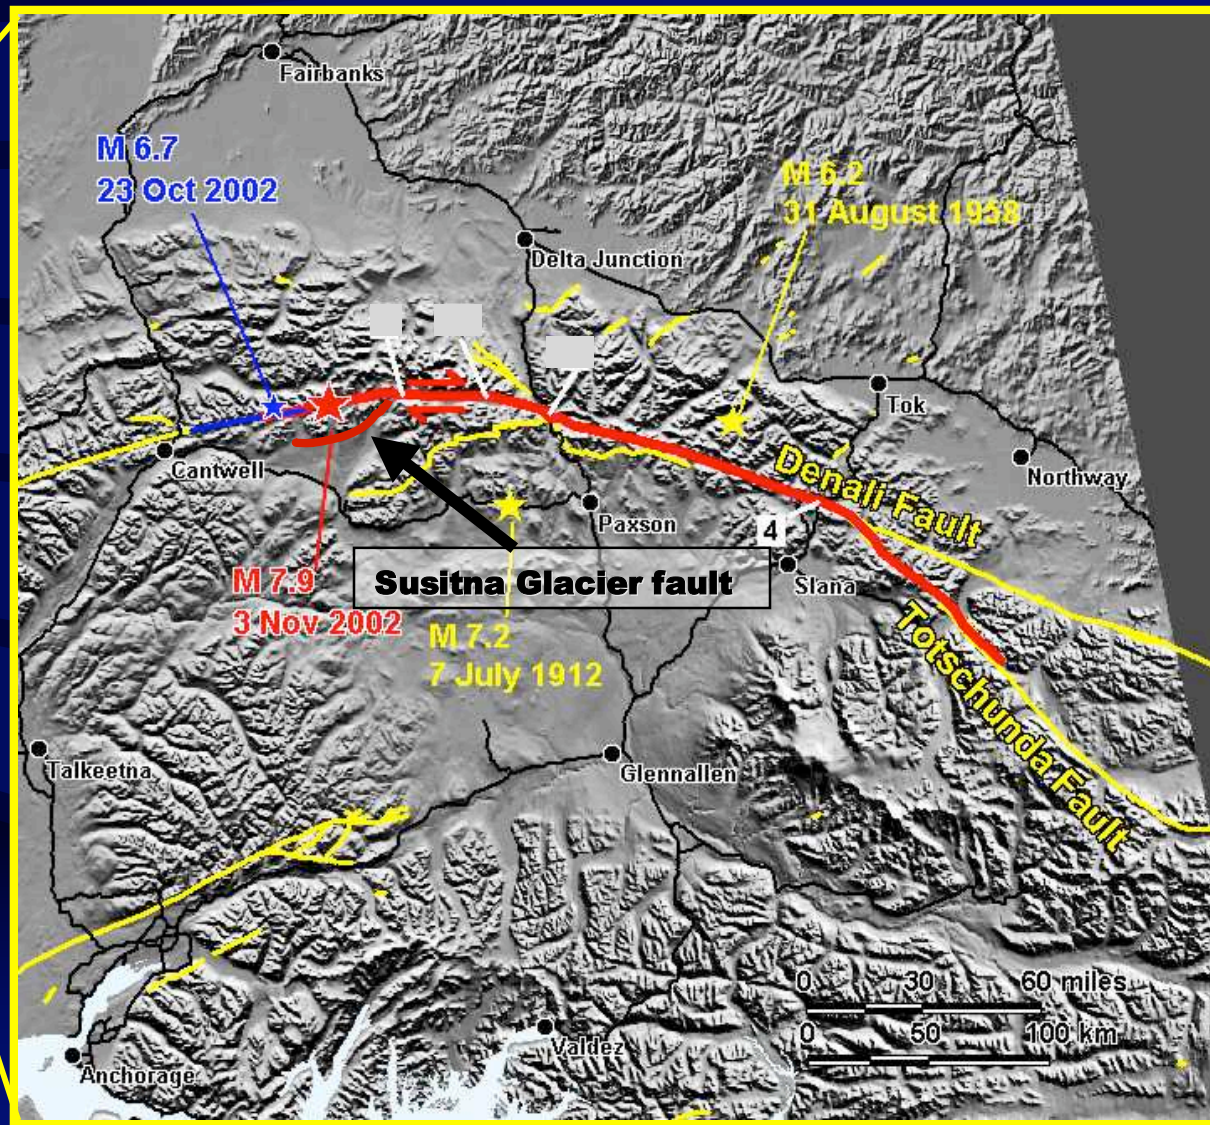 Fairbanks
M 6.7
23 Oct 2002
M 6.2
31 August 1958
Delta Junction
Tok
Cantwell
Northway
Denali Fault
Paxson
4
Susitna Glacier fault
Slana
M 7.9
3 Nov 2002
M 7.2
7 July 1912
Totschunda Fault
Talkeetna
Glennallen
0 30 60 miles
0 50 100 km
Valdez
Anchorage